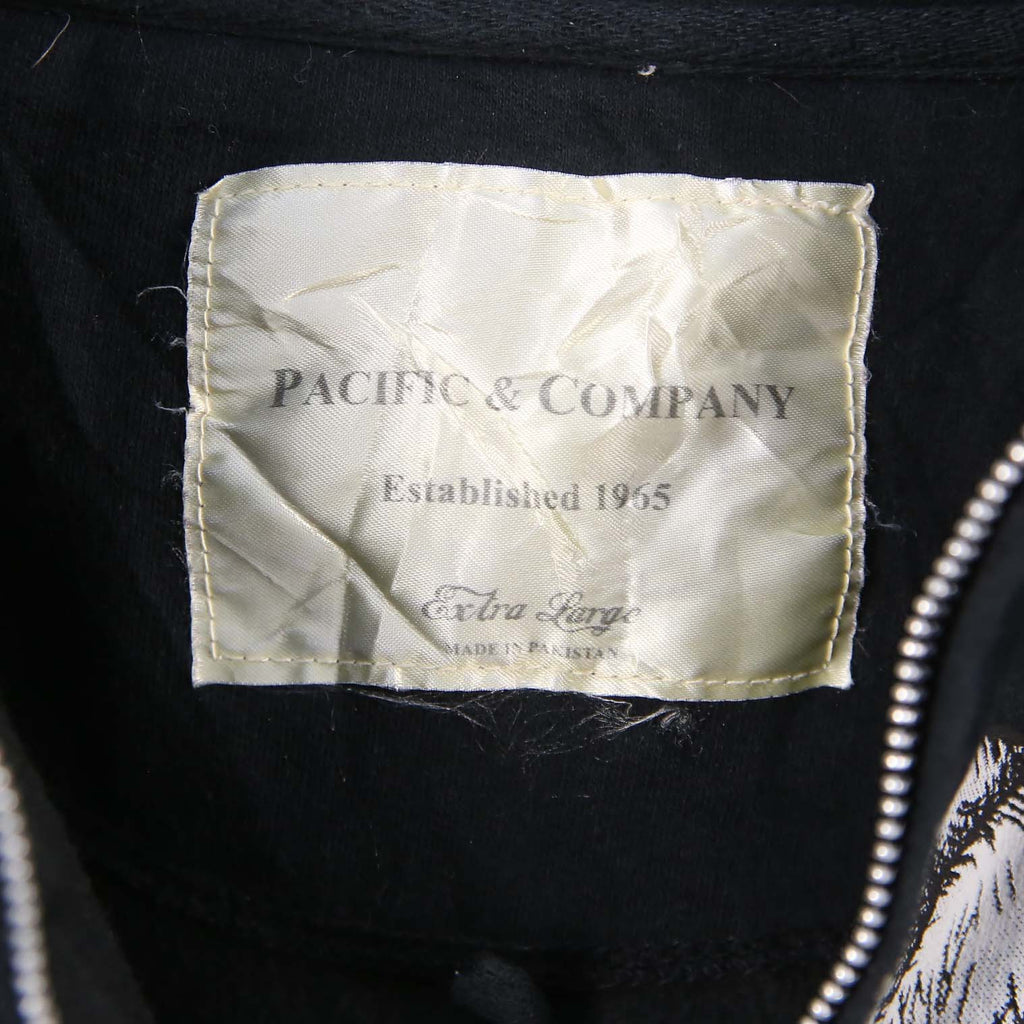 PACIFIC & COMPANY
Established 1965
Extra Large
MADE IN PAKISTAN